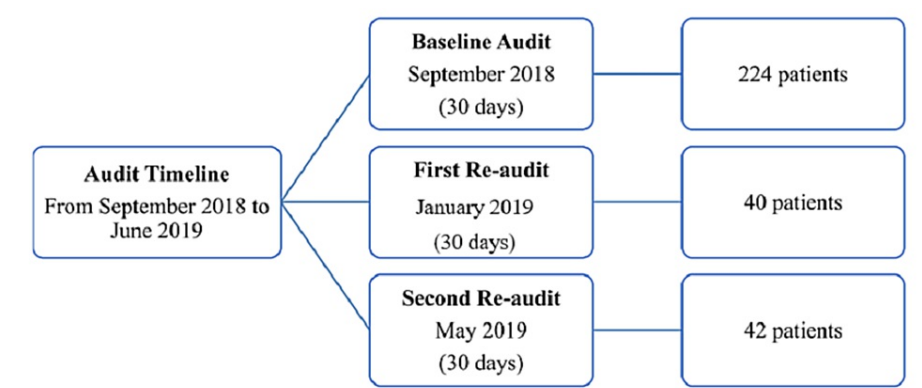 Audit Timeline
From September 2018 to
June 2019
Baseline Audit
September 2018
(30 days)
224 patients
First Re-audit
January 2019
(30 days)
40 patients
Second Re-audit
May 2019
(30 days)
42 patients